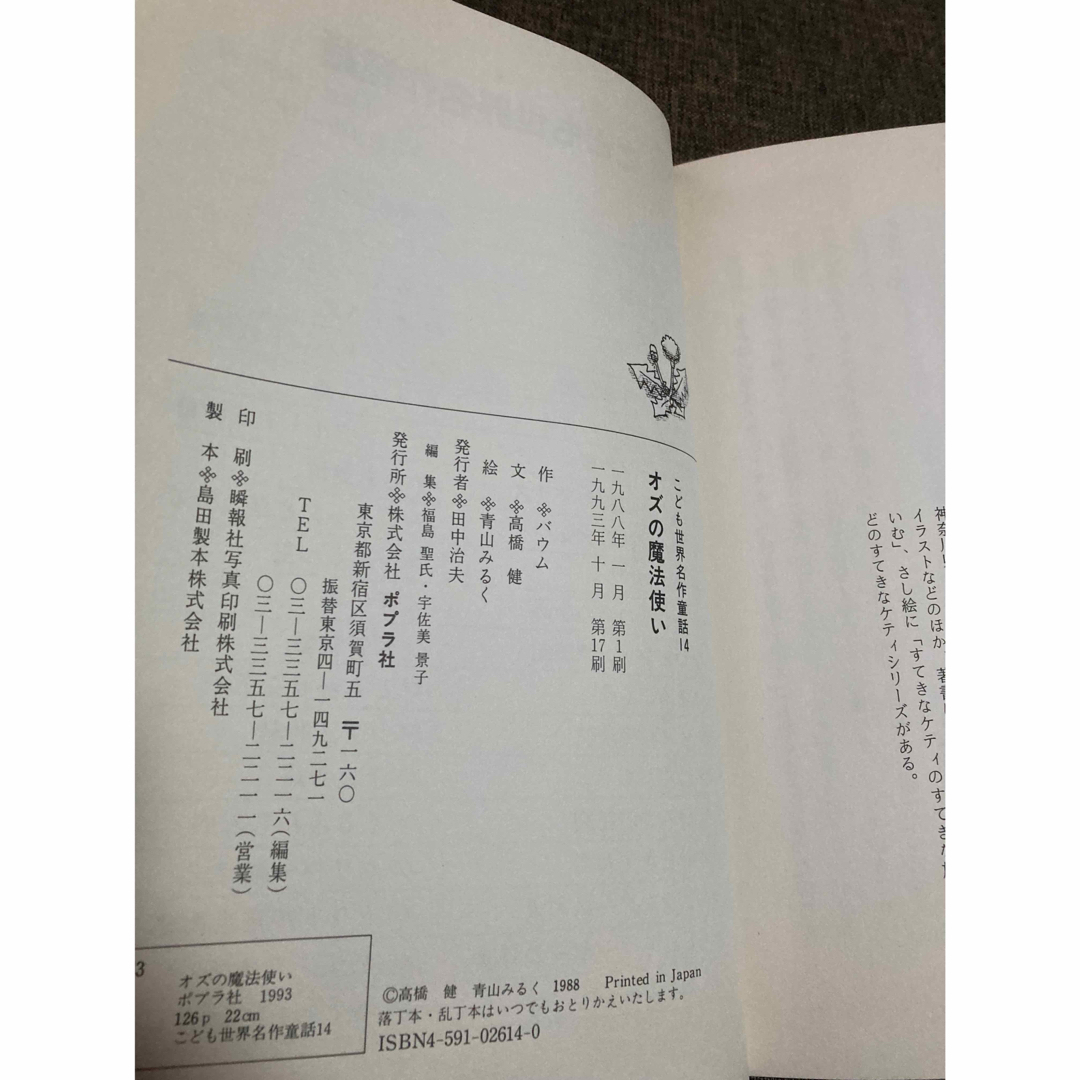 こども世界名作童話14
オズの魔法使い
一九八八年 一月 第1刷
一九九三年 十月 第17刷
作 バウム
文 高橋 健
絵 青山みるく
発行者 田中治夫
編集 福島 聖氏・宇佐美 景子
発行所 株式会社 ポプラ社
東京都新宿区須賀町五 〒一六〇
振替東京四―一四九二七一
TEL 〇三―三三五七―二二一六(編集)
〇三―三三五七―二二一一(営業)
印刷 瞬報社写真印刷株式会社
製本 島田製本株式会社
3
オズの魔法使い
ポプラ社 1993
126p 22cm
こども世界名作童話14
©高橋 健 青山みるく 1988 Printed in Japan
落丁本・乱丁本はいつでもおとりかえいたします。
ISBN4-591-02614-0
イラストなどのほか、著書
いむ」、さし絵に「すてきなケティのすてきな
どのすてきなケティシリーズがある。